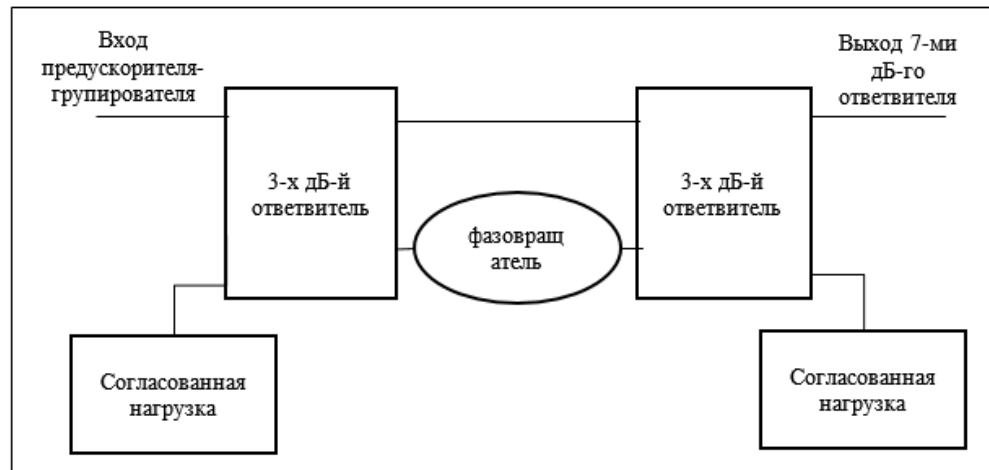 Вход
предускорителя-
групирователя
Выход 7-ми
дБ-го
ответвителя
3-х дБ-й
ответвитель
фазовращ
атель
3-х дБ-й
ответвитель
Согласованная
нагрузка
Согласованная
нагрузка